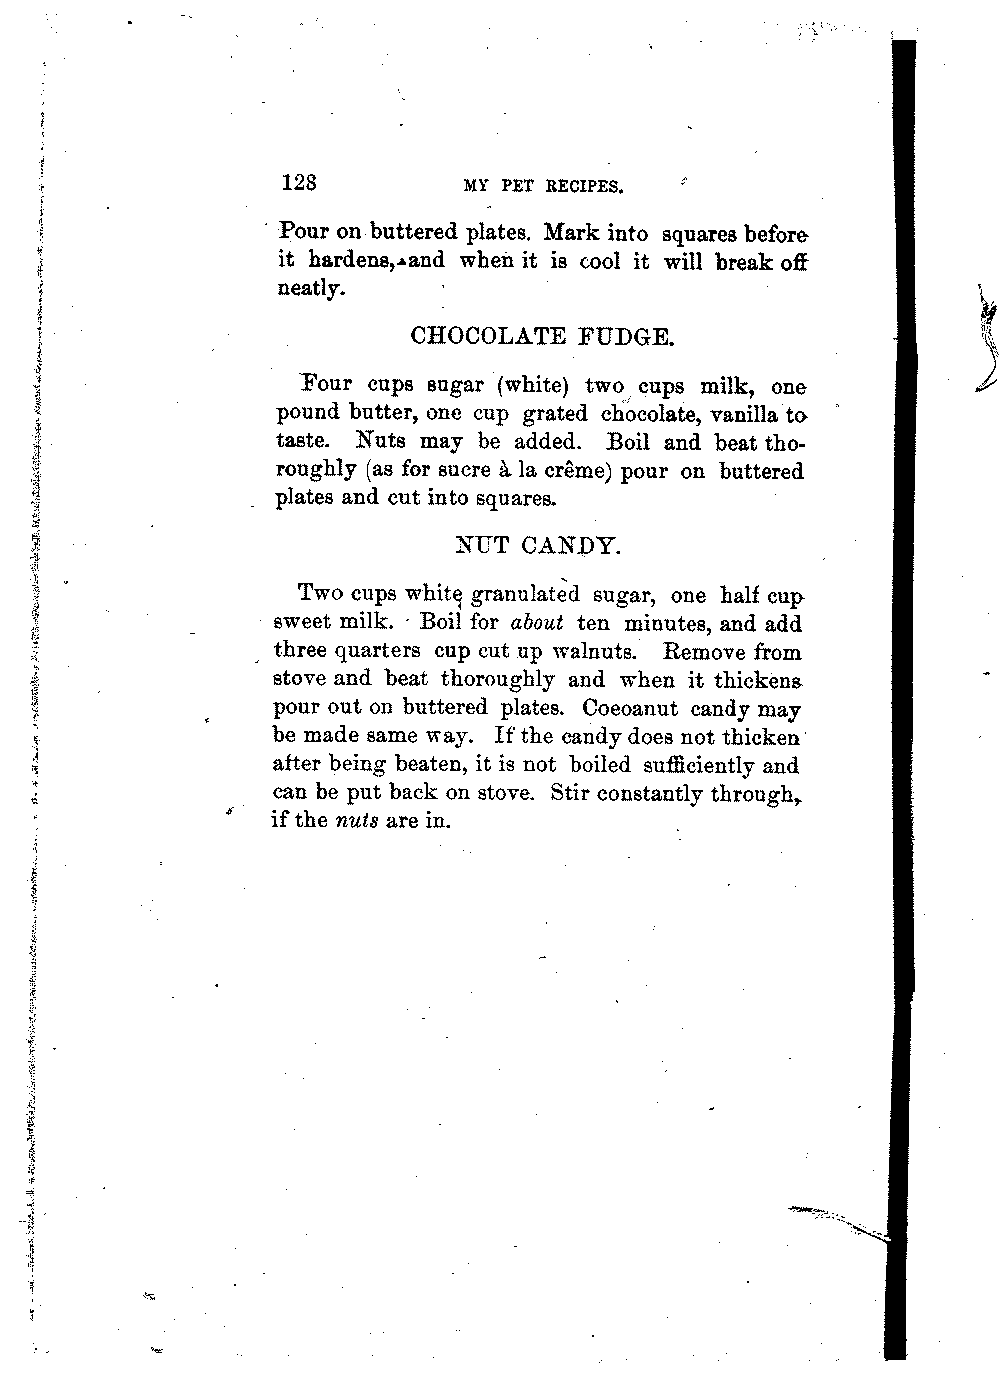 128 MY PET RECIPES.
Pour on buttered plates. Mark into squares before
it hardens, and when it is cool it will break off
neatly.
CHOCOLATE FUDGE.
Four cups sugar (white) two cups milk, one
pound butter, one cup grated chocolate, vanilla to
taste. Nuts may be added. Boil and beat tho-
roughly (as for sucre à la crême) pour on buttered
plates and cut into squares.
NUT CANDY.
Two cups white granulated sugar, one half cup
sweet milk. Boil for about ten minutes, and add
three quarters cup cut up walnuts. Remove from
stove and beat thoroughly and when it thickens
pour out on buttered plates. Cocoanut candy may
be made same way. If the candy does not thicken
after being beaten, it is not boiled sufficiently and
can be put back on stove. Stir constantly through,
if the nuts are in.